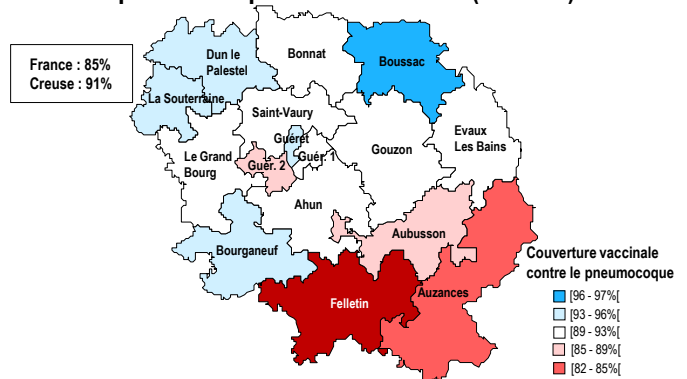 France : 85%
Creuse : 91%
Dun le
Palestel
Bonnat
Boussac
La Souterraine
Saint-Vaury
Guéret
Guér. 1
Guér. 2
Le Grand
Bourg
Gouzon
Evaux
Les Bains
Ahun
Aubusson
Bourganeuf
Felletin
Auzances
Couverture vaccinale
contre le pneumocoque
[96 - 97%[
[93 - 96%[
[89 - 93%[
[85 - 89%[
[82 - 85%[